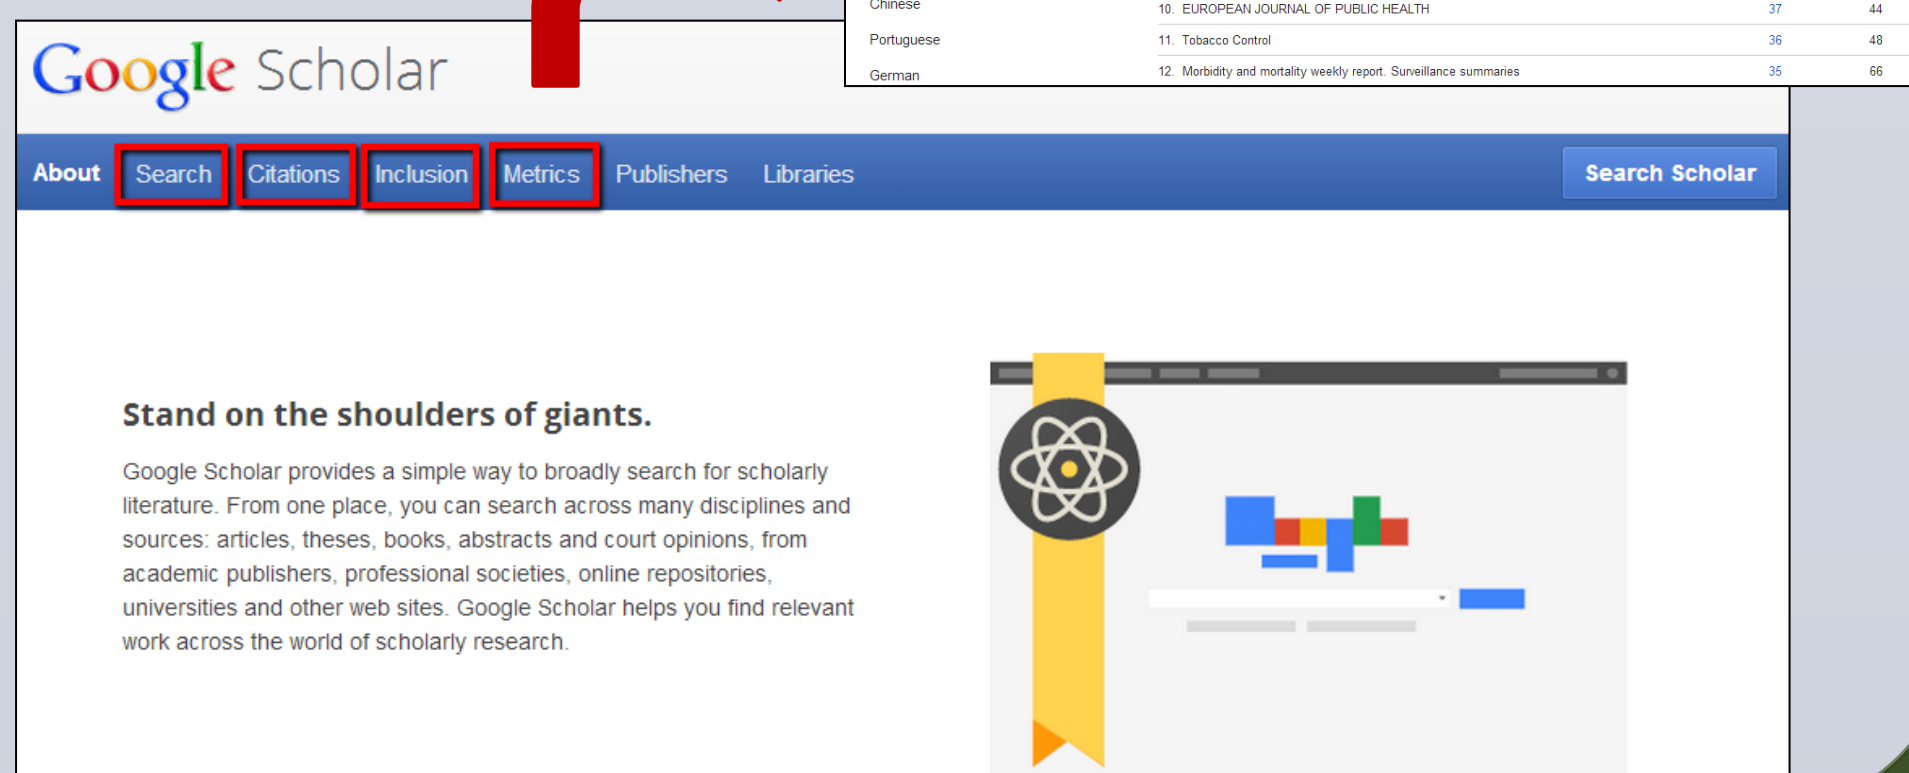 Chinese
10. EUROPEAN JOURNAL OF PUBLIC HEALTH 37 44
Portuguese
11. Tobacco Control 36 48
German
12. Morbidity and mortality weekly report. Surveillance summaries 35 66
Google Scholar
About Search Citations Inclusion Metrics Publishers Libraries Search Scholar
Stand on the shoulders of giants.
Google Scholar provides a simple way to broadly search for scholarly
literature. From one place, you can search across many disciplines and
sources: articles, theses, books, abstracts and court opinions, from
academic publishers, professional societies, online repositories,
universities and other web sites. Google Scholar helps you find relevant
work across the world of scholarly research.